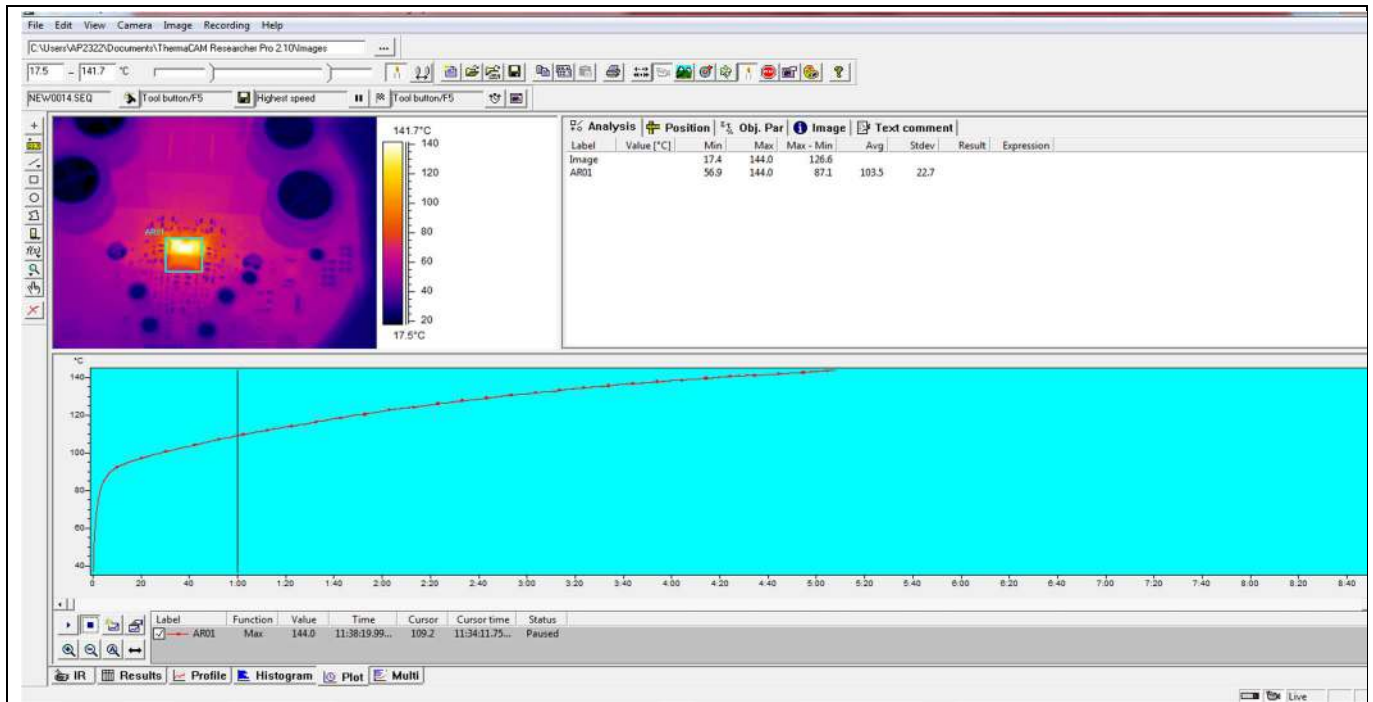 File Edit View Camera Image Recording Help
C:\Users\AP2322\Documents\ThermaCAM Researcher Pro 2.10\Images ...
17.5 - 141.7 °C
NEW0014.SEQ Tool button/F5 Highest speed Tool button/F5
141.7°C
140
120
100
80
60
40
20
17.5°C
AR01
Analysis Position Obj. Par Image Text comment
Label Value [°C] Min Max Max - Min Avg Stdev Result Expression
Image 17.4 144.0 126.6
AR01 56.9 144.0 87.1 103.5 22.7
°C
140
120
100
80
60
40
0 20 40 1:00 1:20 1:40 2:00 2:20 2:40 3:00 3:20 3:40 4:00 4:20 4:40 5:00 5:20 5:40 6:00 6:20 6:40 7:00 7:20 7:40 8:00 8:20 8:40
Label Function Value Time Cursor Cursor time Status
AR01 Max 144.0 11:38:19.99... 109.2 11:34:11.75... Paused
IR Results Profile Histogram Plot Multi
Live